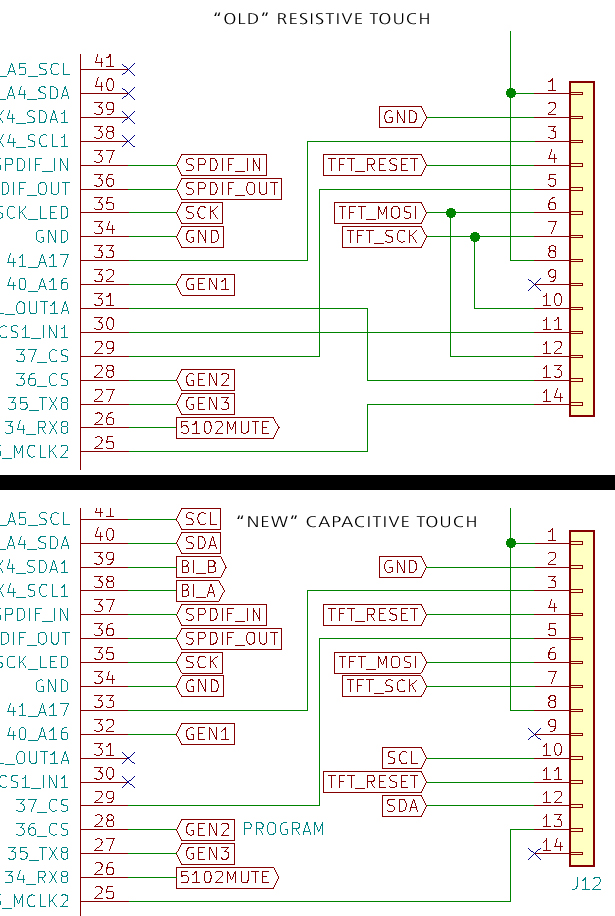 “OLD” RESISTIVE TOUCH
_A5_SCL 41 1
_A4_SDA 40 GND 2
X4_SDA1 39 3
X4_SCL1 38 TFT_RESET 4
SPDIF_IN 37 SPDIF_IN 5
DIF_OUT 36 SPDIF_OUT 6
SCK_LED 35 SCK TFT_MOSI 7
GND 34 GND TFT_SCK 8
41_A17 33 9
40_A16 32 GEN1 10
L_OUT1A 31 11
CS1_IN1 30 12
37_CS 29 13
36_CS 28 GEN2 14
35_TX8 27 GEN3
34_RX8 26 5102MUTE
_MCLK2 25
“NEW” CAPACITIVE TOUCH
_A5_SCL 41 SCL
_A4_SDA 40 SDA 1
X4_SDA1 39 BI_B GND 2
X4_SCL1 38 BI_A 3
SPDIF_IN 37 SPDIF_IN TFT_RESET 4
DIF_OUT 36 SPDIF_OUT 5
SCK_LED 35 SCK TFT_MOSI 6
GND 34 GND TFT_SCK 7
41_A17 33 8
40_A16 32 GEN1 9
L_OUT1A 31 SCL 10
CS1_IN1 30 TFT_RESET 11
37_CS 29 SDA 12
36_CS 28 GEN2 PROGRAM 13
35_TX8 27 GEN3 14
34_RX8 26 5102MUTE J12
_MCLK2 25